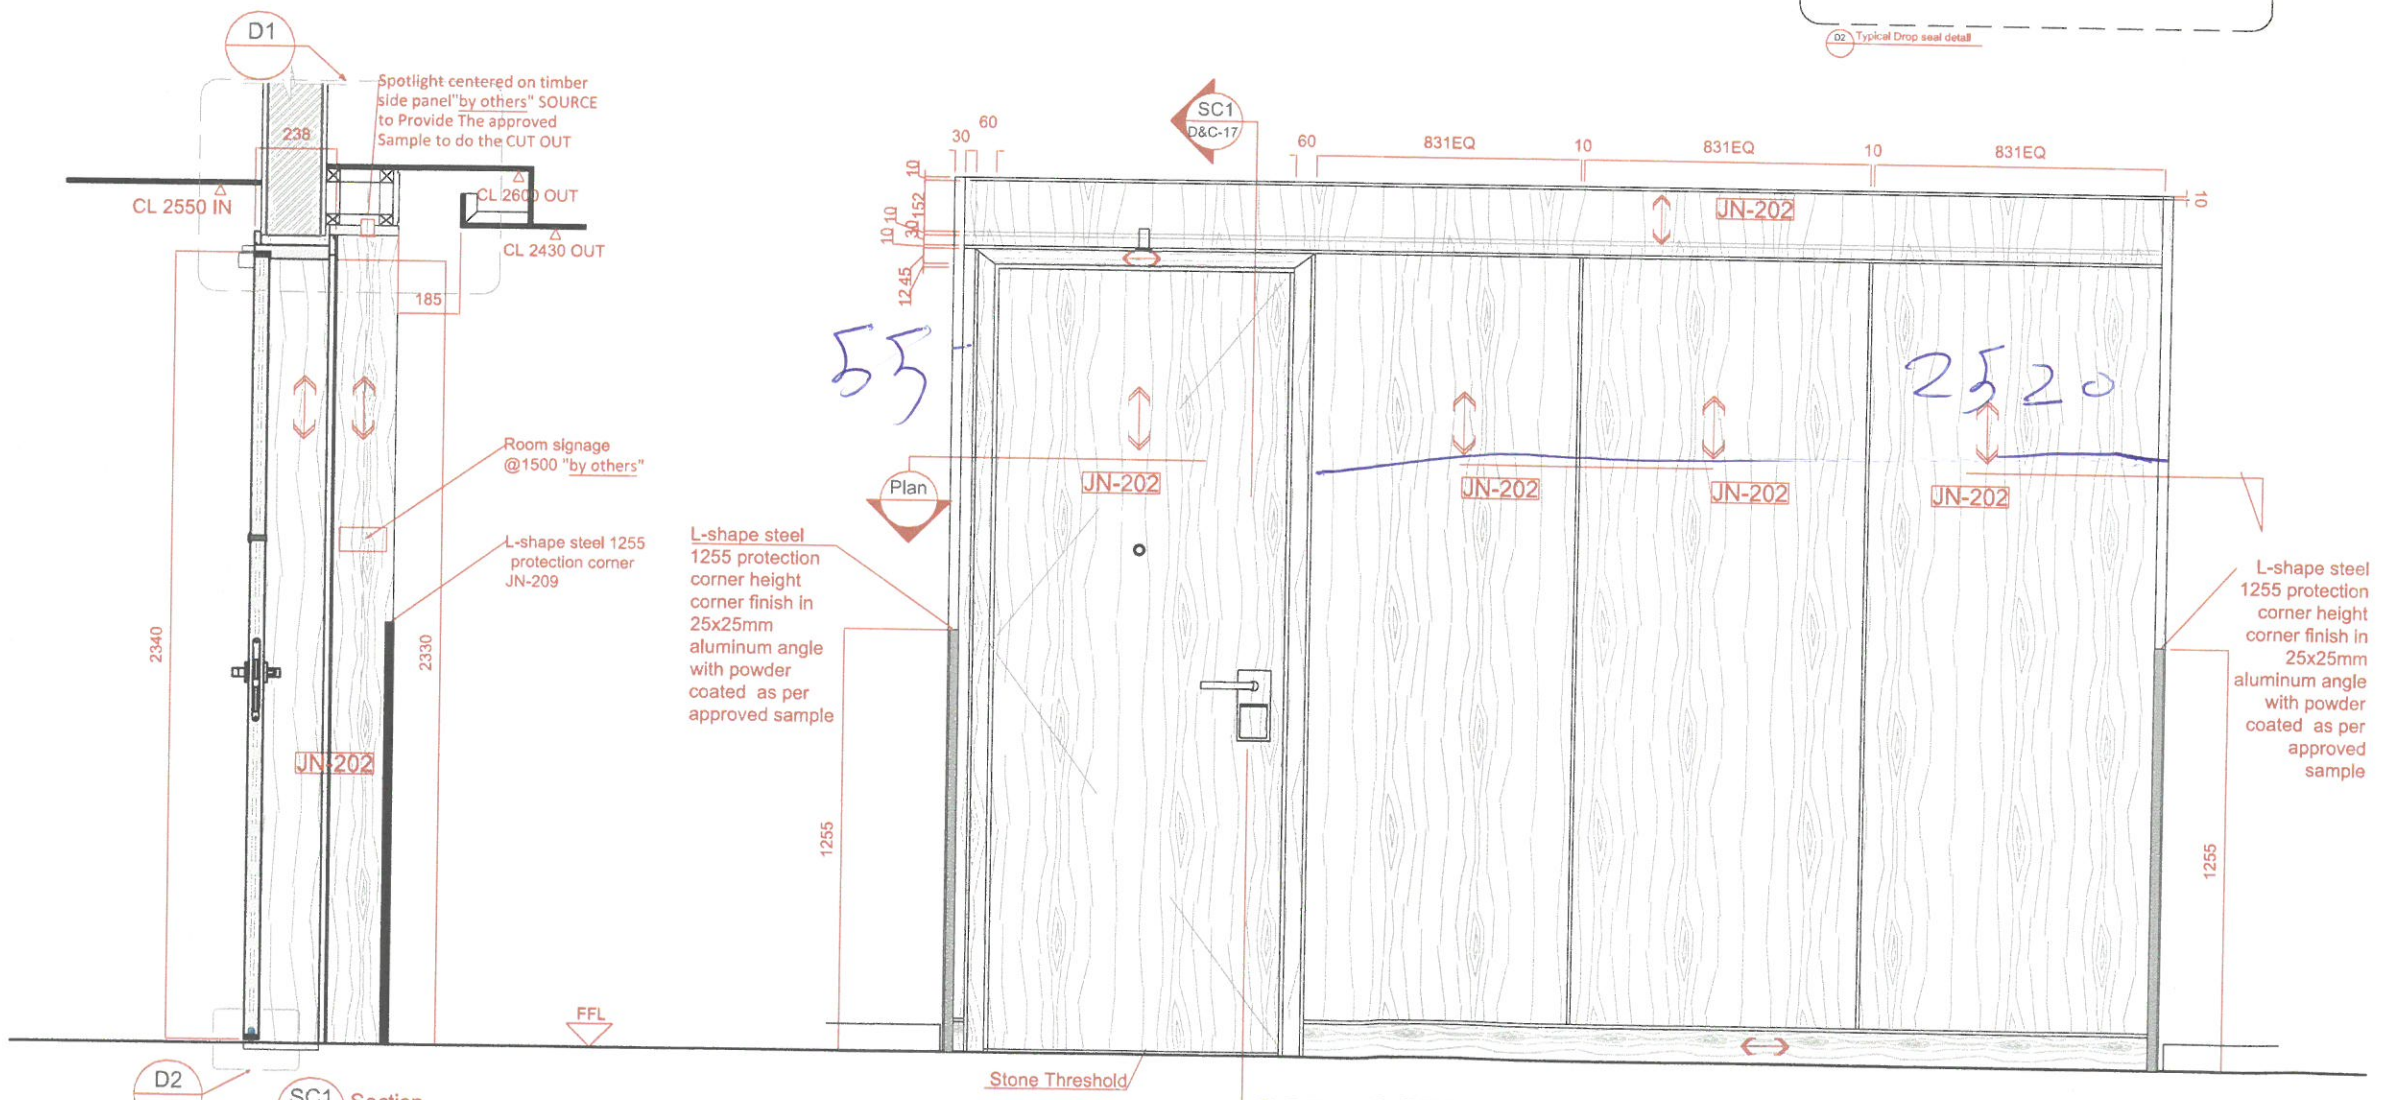 D2 Typical Drop seal detail
D1
Spotlight centered on timber
side panel"by others" SOURCE
to Provide The approved
Sample to do the CUT OUT
238
CL 2550 IN
CL 2600 OUT
CL 2430 OUT
185
2340
2330
Room signage
@1500 "by others"
L-shape steel 1255
protection corner
JN-209
JN-202
FFL
D2
SC1 Section
SC1
D&C-17
30
60
60
831EQ
10
831EQ
10
831EQ
10
152
10
30
10
45
12
10
JN-202
55
2520
Plan
JN-202
JN-202
JN-202
JN-202
L-shape steel
1255 protection
corner height
corner finish in
25x25mm
aluminum angle
with powder
coated as per
approved sample
1255
L-shape steel
1255 protection
corner height
corner finish in
25x25mm
aluminum angle
with powder
coated as per
approved
sample
1255
Stone Threshold